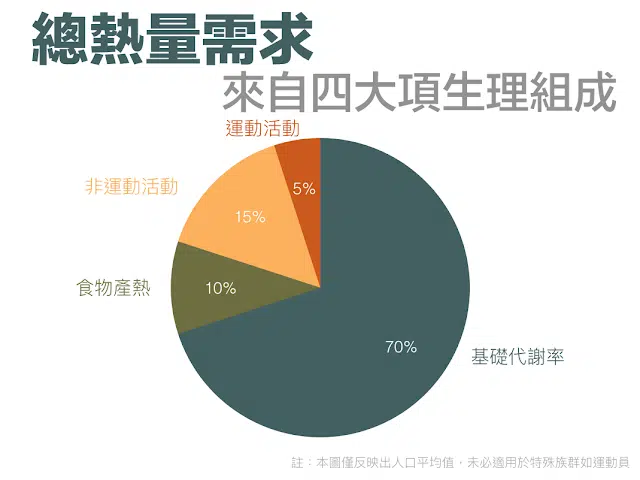 總熱量需求
來自四大項生理組成
運動活動
5%
非運動活動
15%
食物產熱
10%
70%
基礎代謝率
註：本圖僅反映出人口平均值，未必適用於特殊族群如運動員